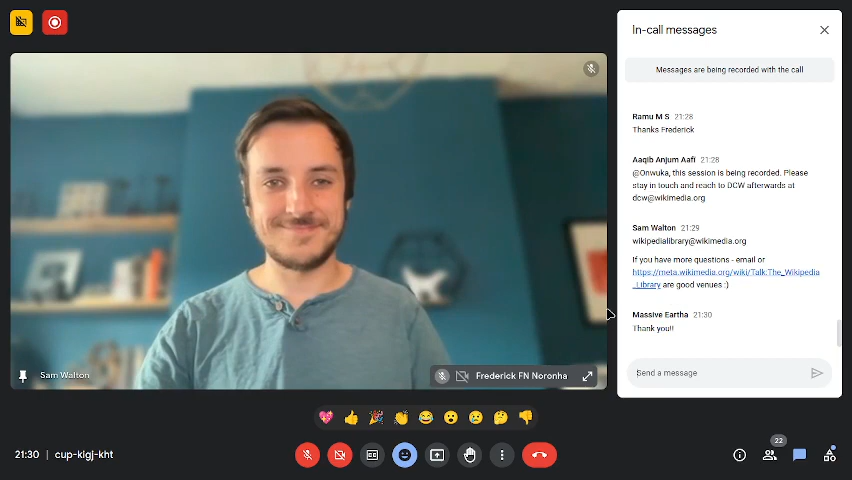 In-call messages
Messages are being recorded with the call
Ramu M S 21:28
Thanks Frederick
Aaqib Anjum Aafī 21:28
@Onwuka, this session is being recorded. Please
stay in touch and reach to DCW afterwards at
dcw@wikimedia.org
Sam Walton 21:29
wikipedialibrary@wikimedia.org
If you have more questions - email or
https://meta.wikimedia.org/wiki/Talk:The_Wikipedia
_Library are good venues :)
Massive Eartha 21:30
Thank you!!
Send a message
Sam Walton
Frederick FN Noronha
21:30 | cup-klgj-kht
22